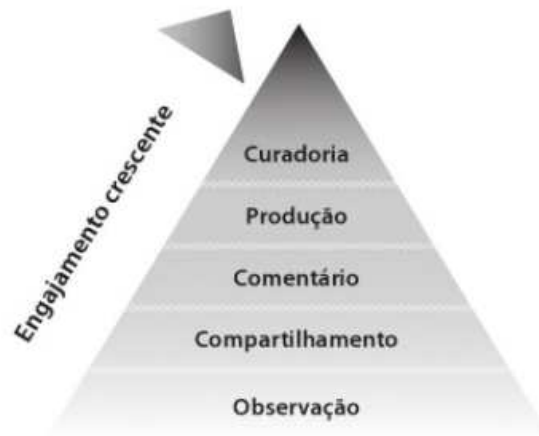 Engajamento crescente
Curadoria
Produção
Comentário
Compartilhamento
Observação